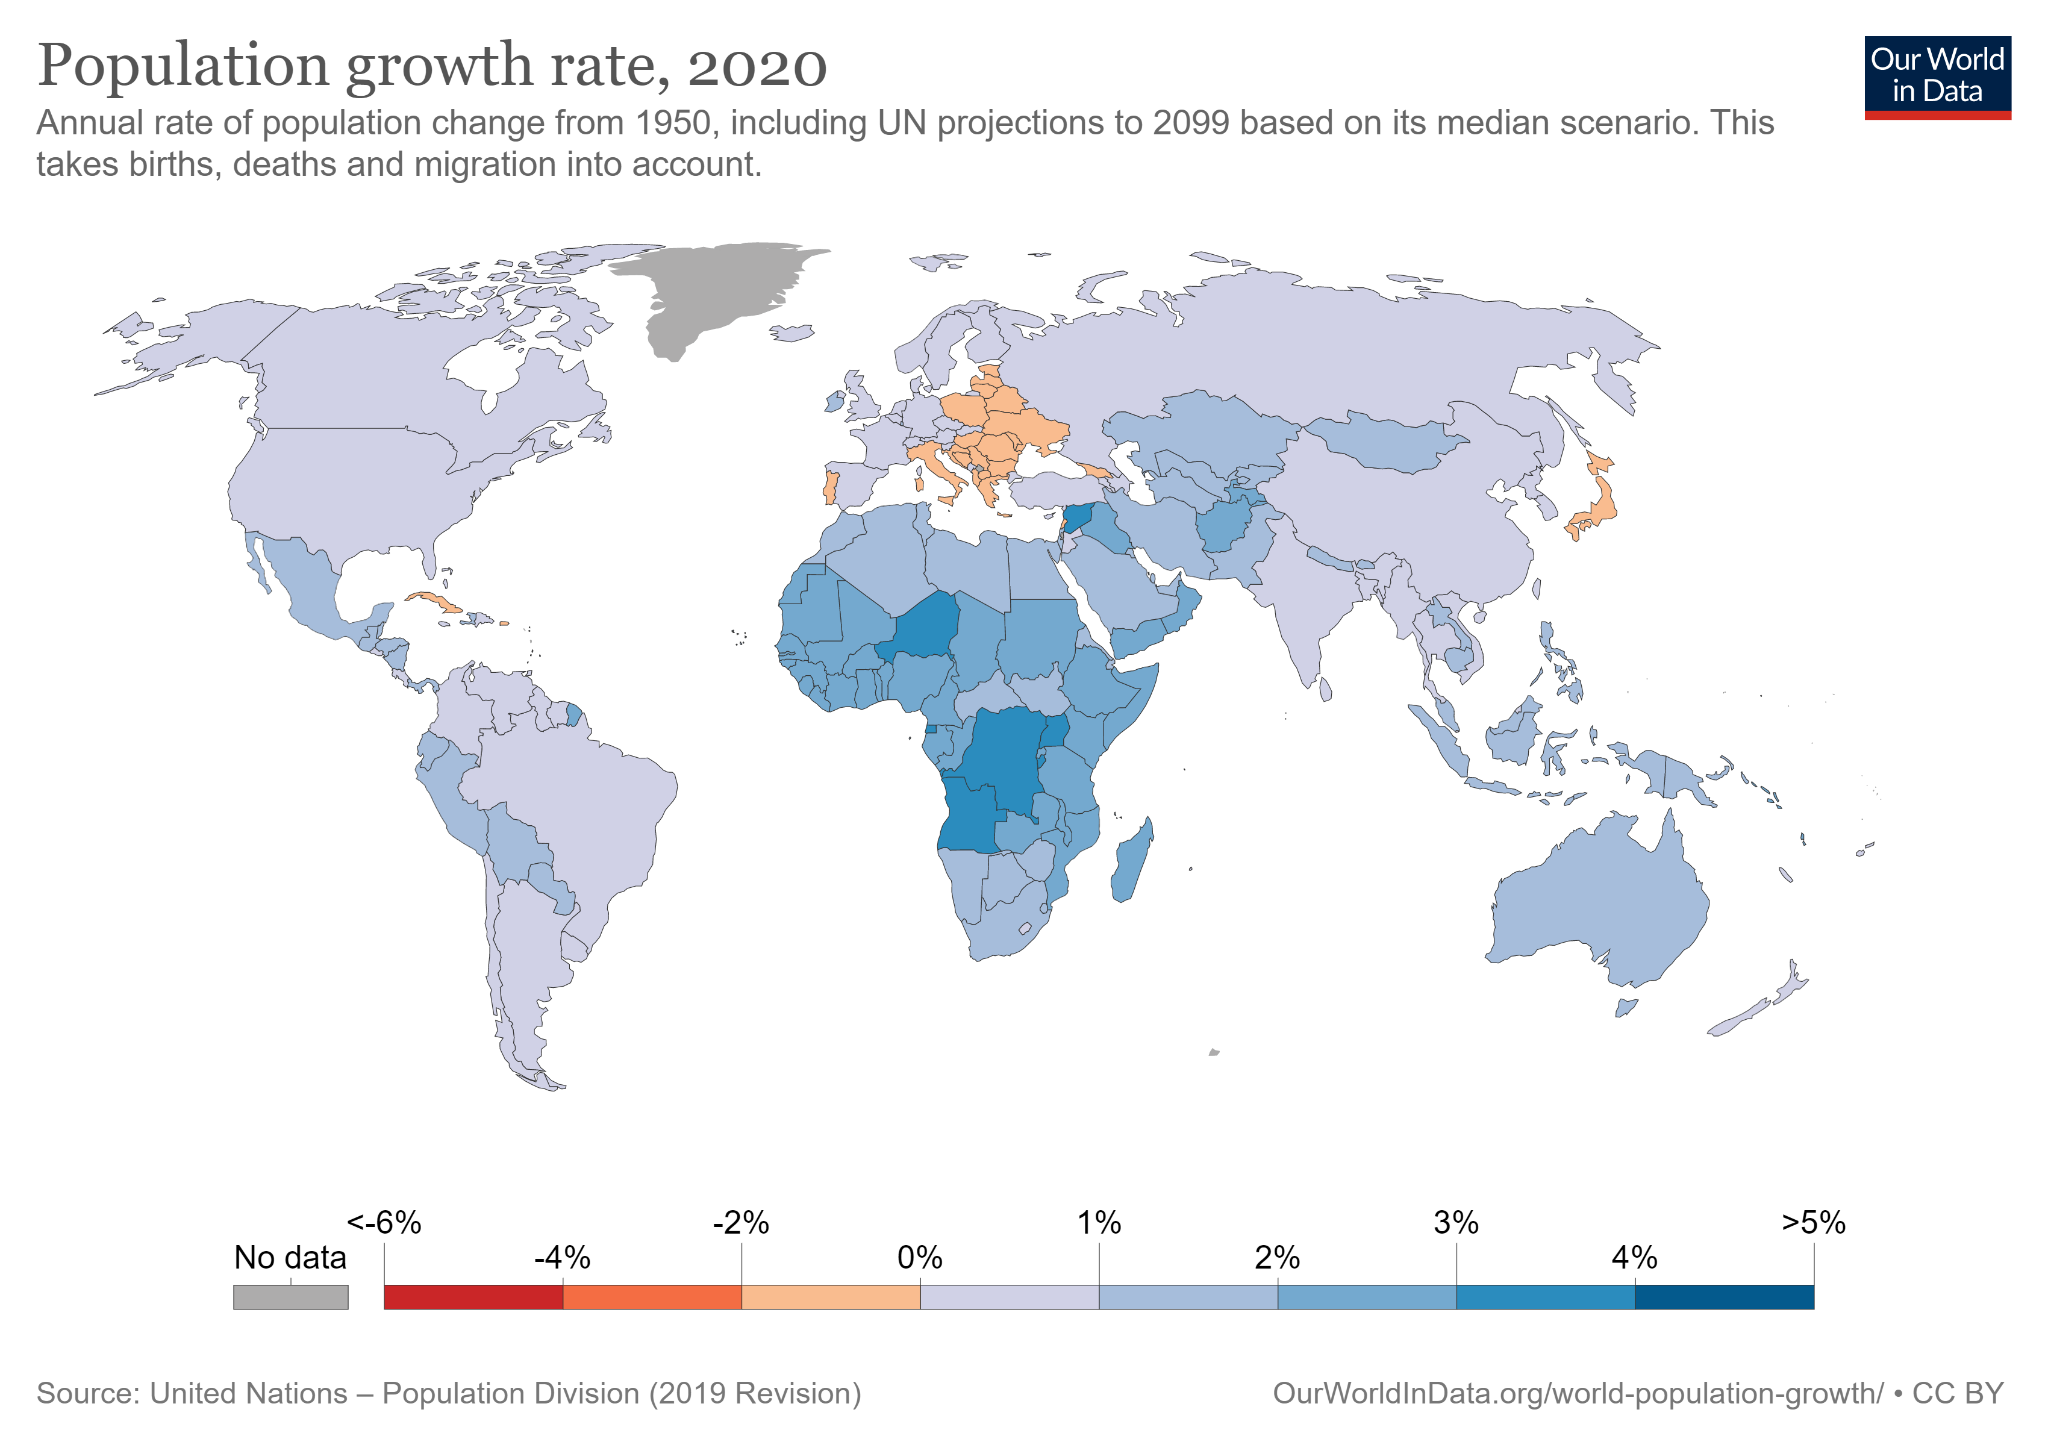 Population growth rate, 2020
Our World
in Data
Annual rate of population change from 1950, including UN projections to 2099 based on its median scenario. This
takes births, deaths and migration into account.
<-6% -2% 1% 3% >5%
No data -4% 0% 2% 4%
Source: United Nations – Population Division (2019 Revision)
OurWorldInData.org/world-population-growth/ • CC BY